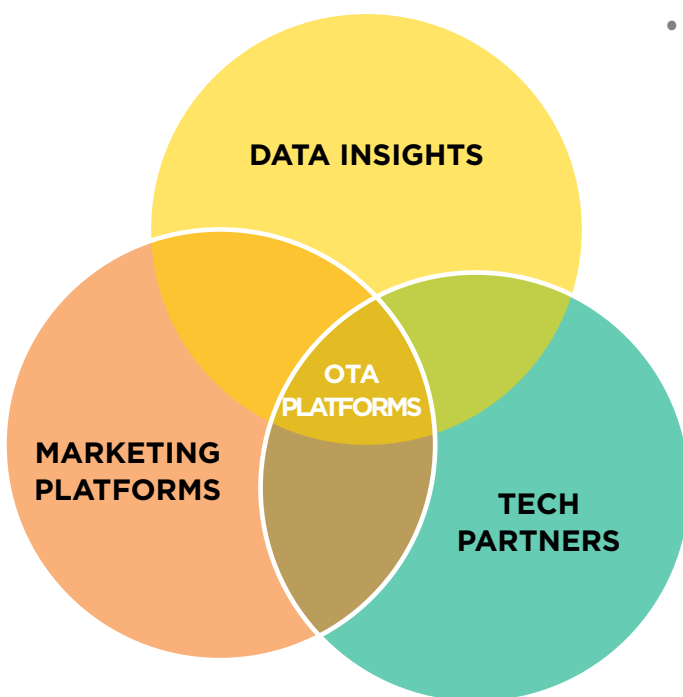 DATA INSIGHTS
OTA
PLATFORMS
MARKETING
PLATFORMS
TECH
PARTNERS